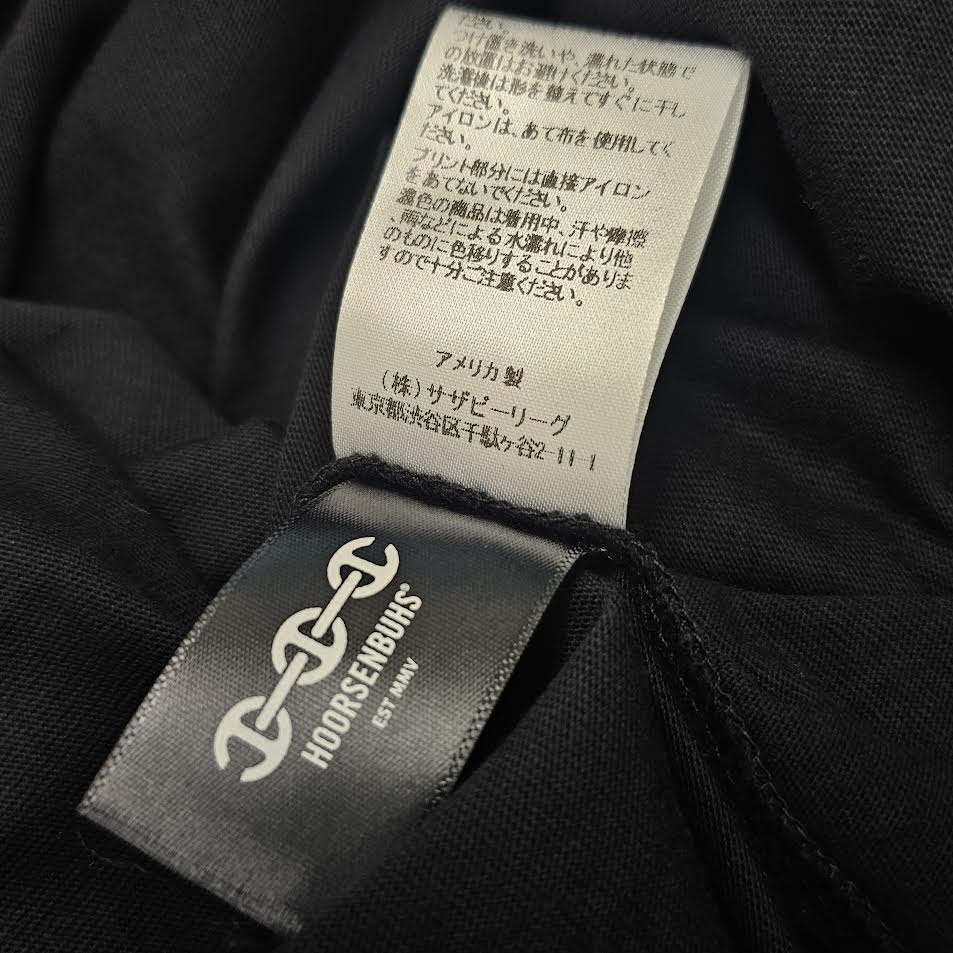 ださい。
つけ置き洗いや、濡れた状態で
の放置はお避けください。
洗濯後は形を整えてすぐに干し
てください。
アイロンは、あて布を使用してく
ださい。
プリント部分には直接アイロン
をあてないでください。
濃色の商品は着用中、汗や摩擦
、雨などによる水濡れにより他
のものに色移りすることがありま
すので十分ご注意ください。
アメリカ製
(株)サザビーリーグ
東京都渋谷区千駄ヶ谷2-11-1
HOORSENBUHS®
EST MMV